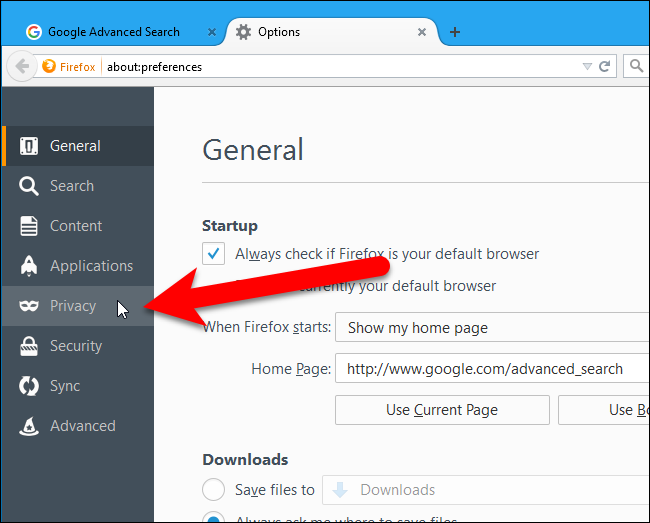 Google Advanced Search
Options
Firefox
about:preferences
General
Search
Content
Applications
Privacy
Security
Sync
Advanced
General
Startup
Always check if Firefox is your default browser
currently your default browser
When Firefox starts:
Show my home page
Home Page:
http://www.google.com/advanced_search
Use Current Page
Use Bo
Downloads
Save files to
Downloads
Always ask me where to save files